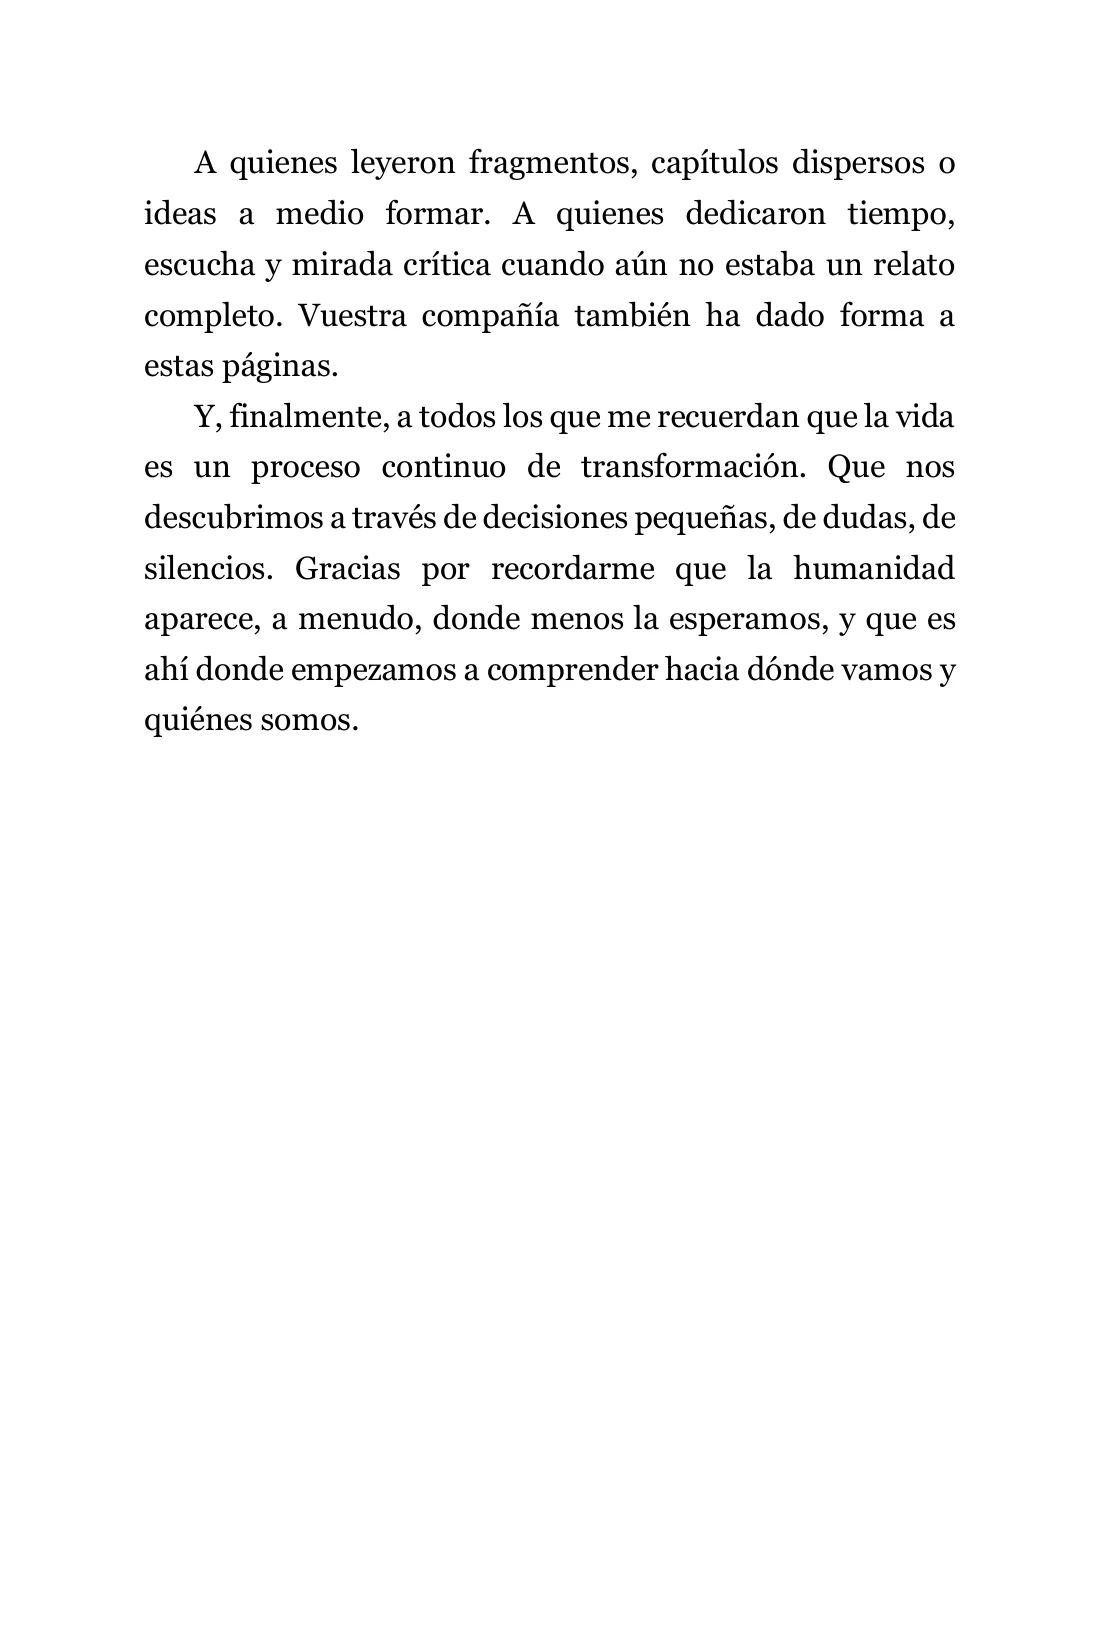 A quienes leyeron fragmentos, capítulos dispersos o
ideas a medio formar. A quienes dedicaron tiempo,
escucha y mirada crítica cuando aún no estaba un relato
completo. Vuestra compañía también ha dado forma a
estas páginas.
Y, finalmente, a todos los que me recuerdan que la vida
es un proceso continuo de transformación. Que nos
descubrimos a través de decisiones pequeñas, de dudas, de
silencios. Gracias por recordarme que la humanidad
aparece, a menudo, donde menos la esperamos, y que es
ahí donde empezamos a comprender hacia dónde vamos y
quiénes somos.